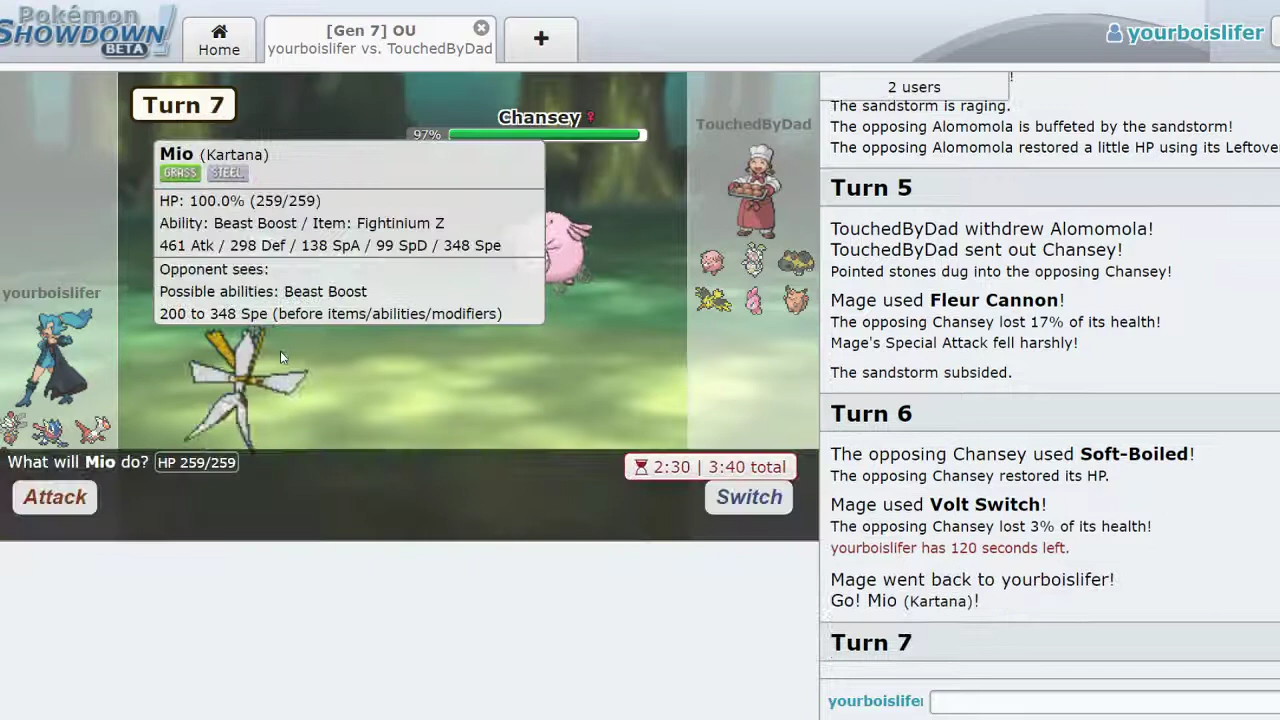 Pokémon
SHOWDOWN!
BETA
Home
[Gen 7] OU
yourboislifer vs. TouchedByDad
+
yourboislifer
Turn 7
Chansey ♀
97%
Mio (Kartana)
GRASS STEEL
HP: 100.0% (259/259)
Ability: Beast Boost / Item: Fightinium Z
461 Atk / 298 Def / 138 SpA / 99 SpD / 348 Spe
Opponent sees:
Possible abilities: Beast Boost
200 to 348 Spe (before items/abilities/modifiers)
yourboislifer
TouchedByDad
What will Mio do? HP 259/259
2:30 | 3:40 total
Attack
Switch
2 users
!
The sandstorm is raging.
The opposing Alomomola is buffeted by the sandstorm!
The opposing Alomomola restored a little HP using its Leftove
Turn 5
TouchedByDad withdrew Alomomola!
TouchedByDad sent out Chansey!
Pointed stones dug into the opposing Chansey!
Mage used Fleur Cannon!
The opposing Chansey lost 17% of its health!
Mage's Special Attack fell harshly!
The sandstorm subsided.
Turn 6
The opposing Chansey used Soft-Boiled!
The opposing Chansey restored its HP.
Mage used Volt Switch!
The opposing Chansey lost 3% of its health!
yourboislifer has 120 seconds left.
Mage went back to yourboislifer!
Go! Mio (Kartana)!
Turn 7
yourboislifer